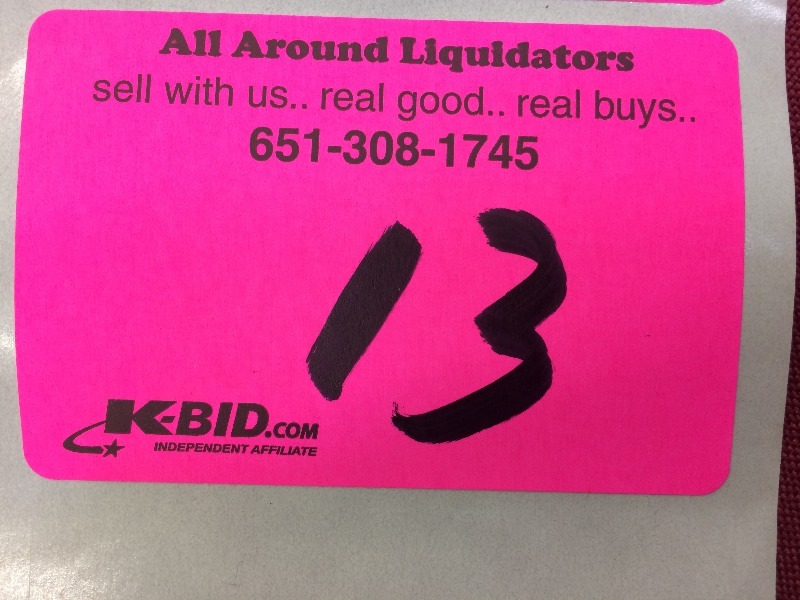 All Around Liquidators
sell with us.. real good.. real buys..
651-308-1745
13
K-BID.COM
INDEPENDENT AFFILIATE